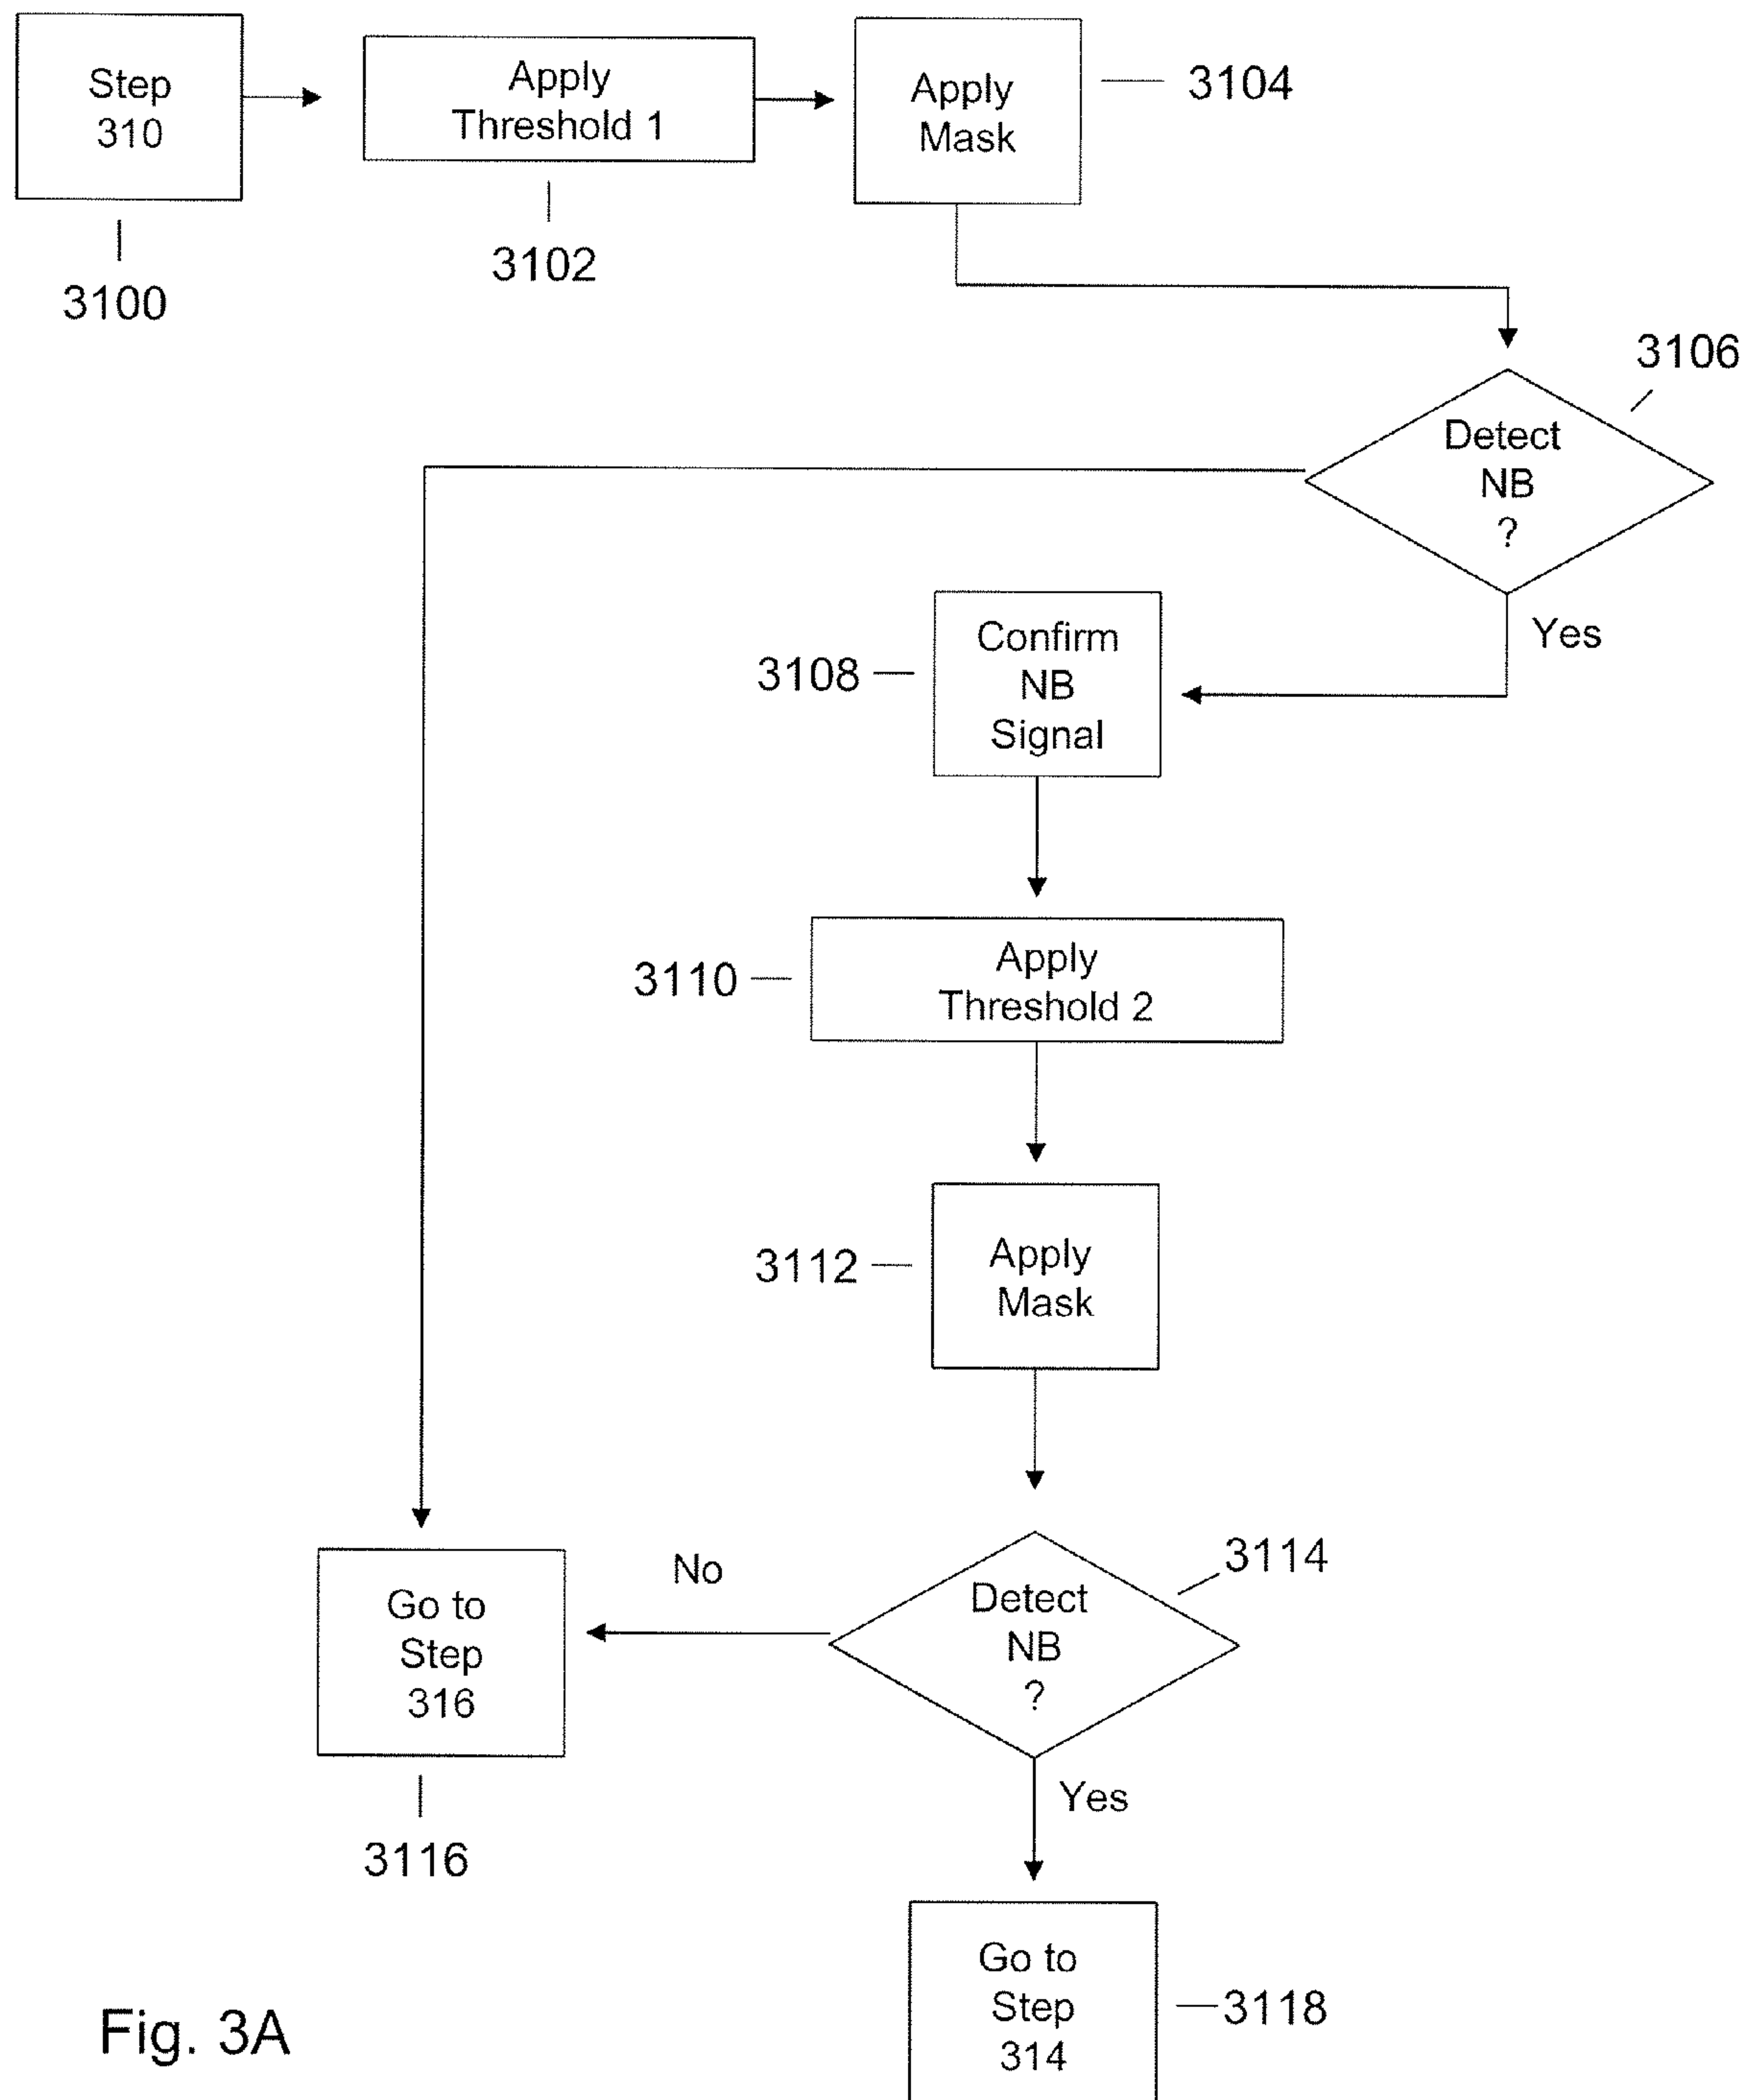 Step
310
3100
Apply
Threshold 1
3102
Apply
Mask
3104
3106
Detect
NB
?
Yes
3108
Confirm
NB
Signal
3110
Apply
Threshold 2
3112
Apply
Mask
3114
Detect
NB
?
No
Go to
Step
316
3116
Yes
Go to
Step
314
3118
Fig. 3A